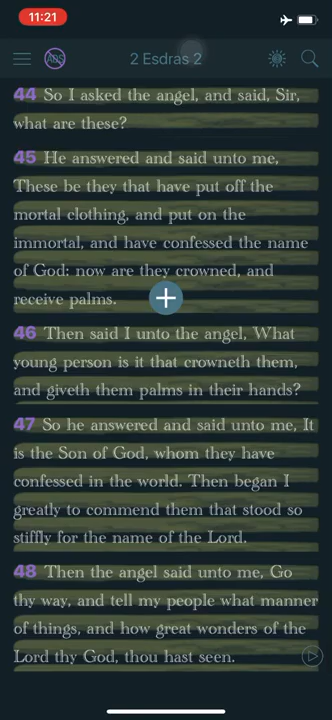 11:21
ADS
2 Esdras 2
44 So I asked the angel, and said, Sir,
what are these?
45 He answered and said unto me,
These be they that have put off the
mortal clothing, and put on the
immortal, and have confessed the name
of God: now are they crowned, and
receive palms.
46 Then said I unto the angel, What
young person is it that crowneth them,
and giveth them palms in their hands?
47 So he answered and said unto me, It
is the Son of God, whom they have
confessed in the world. Then began I
greatly to commend them that stood so
stiffly for the name of the Lord.
48 Then the angel said unto me, Go
thy way, and tell my people what manner
of things, and how great wonders of the
Lord thy God, thou hast seen.